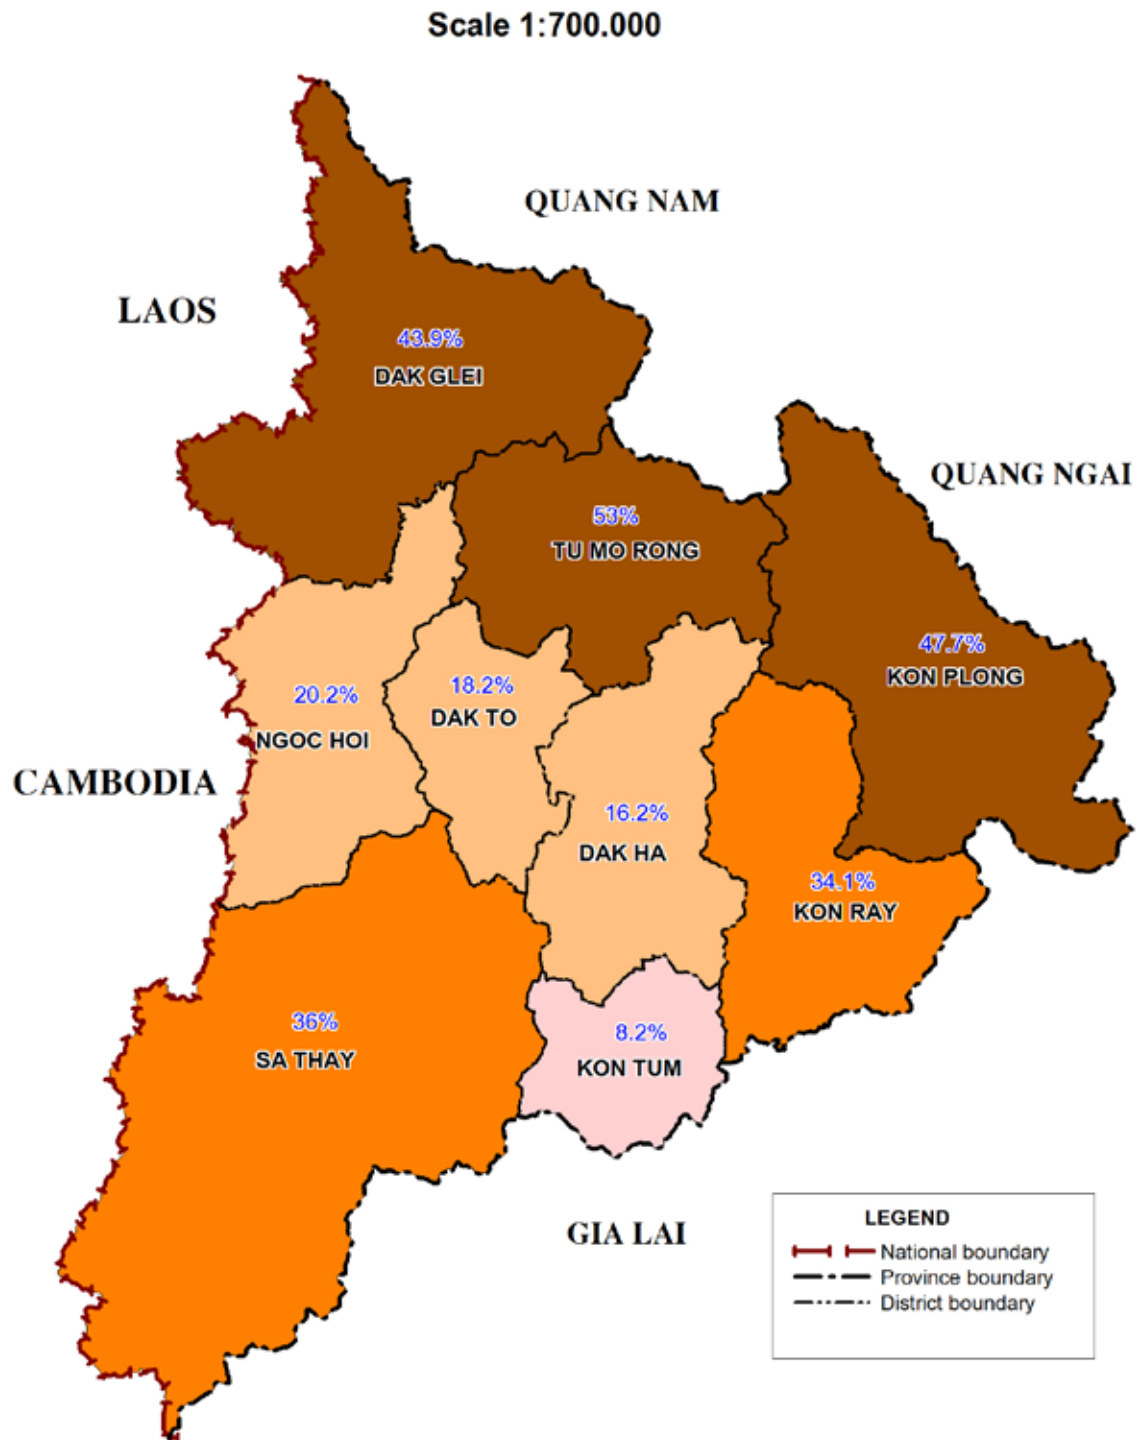 Scale 1:700.000
QUANG NAM
LAOS
43.9%
DAK GLEI
QUANG NGAI
53%
TU MO RONG
47.7%
KON PLONG
20.2%
NGOC HOI
18.2%
DAK TO
CAMBODIA
16.2%
DAK HA
34.1%
KON RAY
36%
SA THAY
8.2%
KON TUM
GIA LAI
LEGEND
National boundary
Province boundary
District boundary